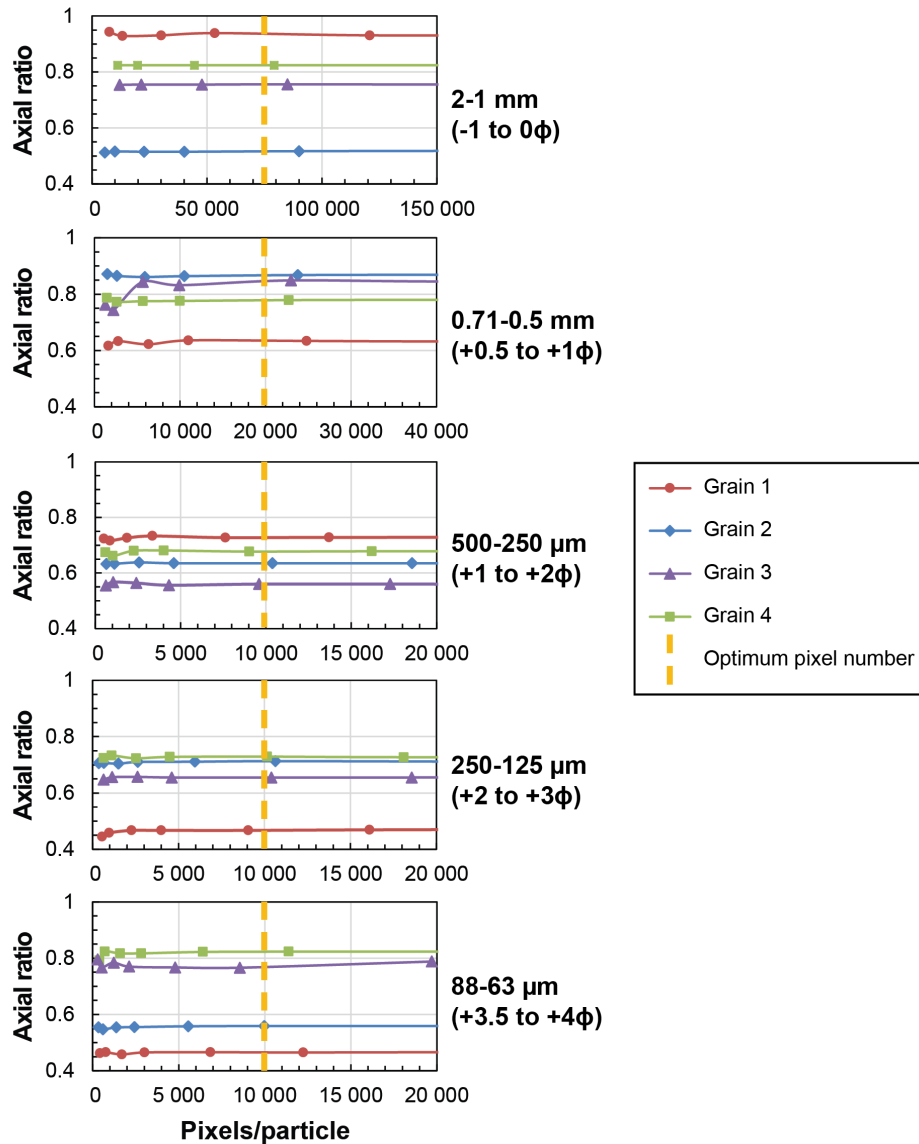 Axial ratio
1
0.8
0.6
0.4
0 50 000 100 000 150 000
2-1 mm
(-1 to 0ϕ)
Axial ratio
1
0.8
0.6
0.4
0 10 000 20 000 30 000 40 000
0.71-0.5 mm
(+0.5 to +1ϕ)
Axial ratio
1
0.8
0.6
0.4
0 5 000 10 000 15 000 20 000
500-250 µm
(+1 to +2ϕ)
Axial ratio
1
0.8
0.6
0.4
0 5 000 10 000 15 000 20 000
250-125 µm
(+2 to +3ϕ)
Axial ratio
1
0.8
0.6
0.4
0 5 000 10 000 15 000 20 000
88-63 µm
(+3.5 to +4ϕ)
Pixels/particle
Grain 1
Grain 2
Grain 3
Grain 4
Optimum pixel number